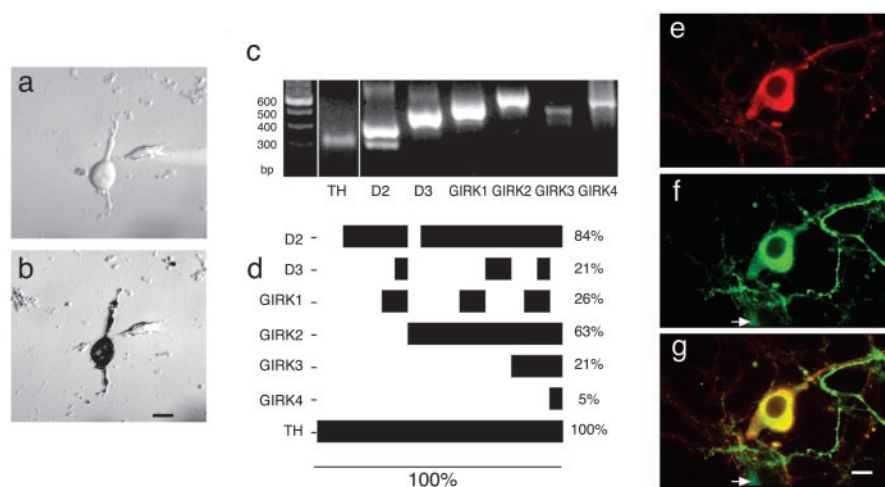 a
b
c
600
500
400
300
bp
TH D2 D3 GIRK1 GIRK2 GIRK3 GIRK4
d
D2 84%
D3 21%
GIRK1 26%
GIRK2 63%
GIRK3 21%
GIRK4 5%
TH 100%
100%
e
f
g